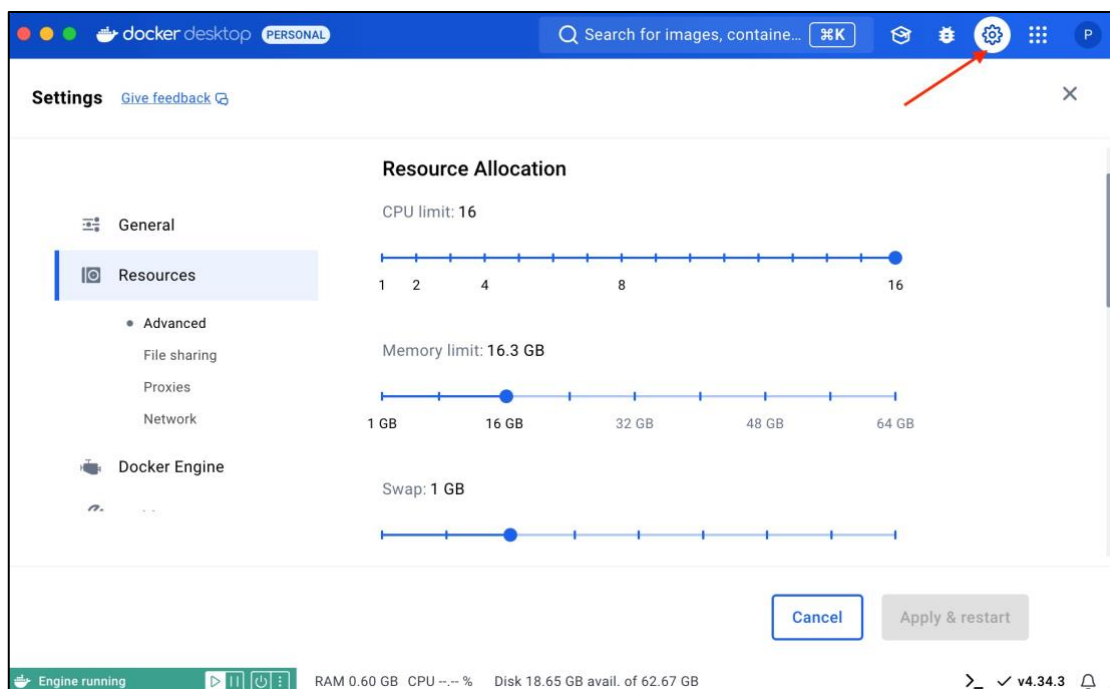 docker desktop PERSONAL
Search for images, containe... ⌘K
P
Settings Give feedback
General
Resources
Advanced
File sharing
Proxies
Network
Docker Engine
Resource Allocation
CPU limit: 16
1 2 4 8 16
Memory limit: 16.3 GB
1 GB 16 GB 32 GB 48 GB 64 GB
Swap: 1 GB
Cancel Apply & restart
Engine running RAM 0.60 GB CPU --.-- % Disk 18.65 GB avail. of 62.67 GB v4.34.3